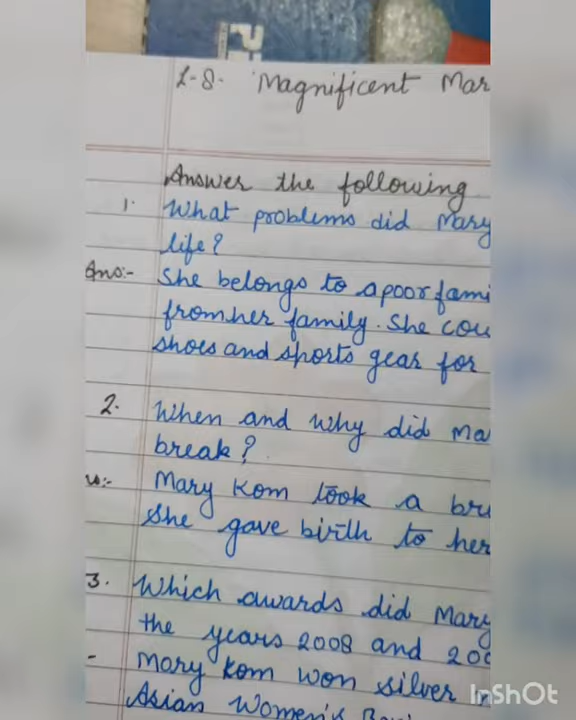 L-8. Magnificent Mar
Answer the following
1. What problems did Mary
life?
Ans:- She belongs to a poor fami
from her family. She cou
shoes and sports gear for
2. When and why did Ma
break?
s:- Mary Kom took a bre
She gave birth to her
3. Which awards did Mary
the years 2008 and 200
- Mary Kom won silver
Asian Women's
InShOt